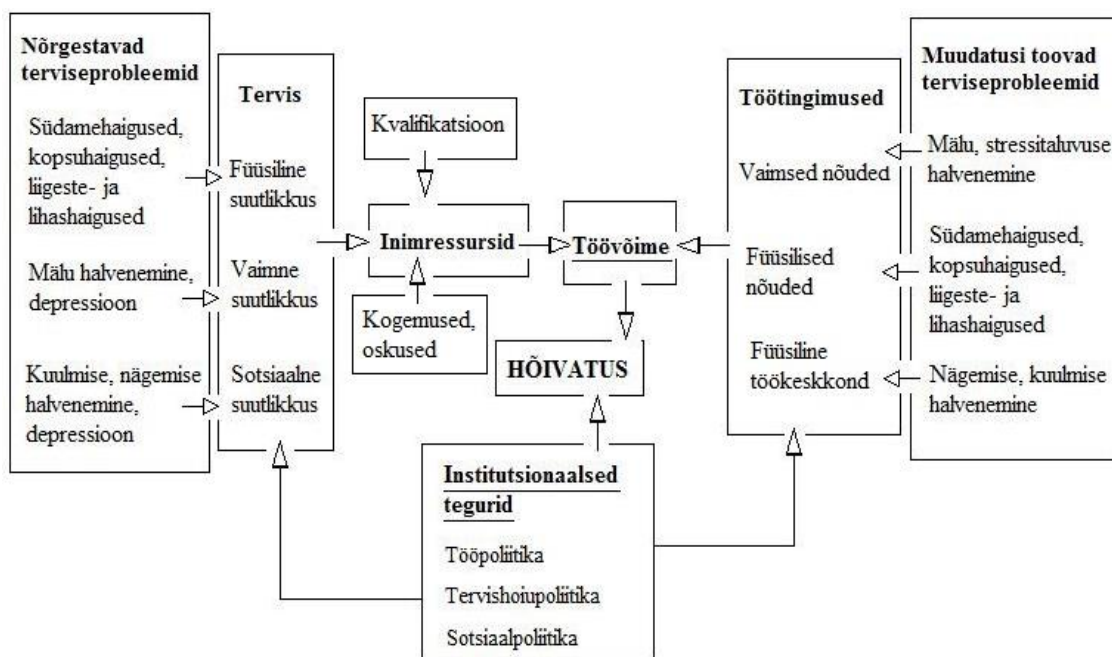 Nõrgestavad
terviseprobleemid
Südamehaigused,
kopsuhaigused,
liigeste- ja
lihashaigused
Mälu halvenemine,
depressioon
Kuulmise, nägemise
halvenemine,
depressioon
Tervis
Füüsiline
suutlikkus
Vaimne
suutlikkus
Sotsiaalne
suutlikkus
Kvalifikatsioon
Inimressursid
Kogemused,
oskused
Töövõime
HÕIVATUS
Institutsionaalsed
tegurid
Tööpoliitika
Tervishoiupoliitika
Sotsiaalpoliitika
Töötingimused
Vaimsed nõuded
Füüsilised
nõuded
Füüsiline
töökeskkond
Muudatusi toovad
terviseprobleemid
Mälu, stressitaluvuse
halvenemine
Südamehaigused,
kopsuhaigused,
liigeste- ja
lihashaigused
Nägemise, kuulmise
halvenemine